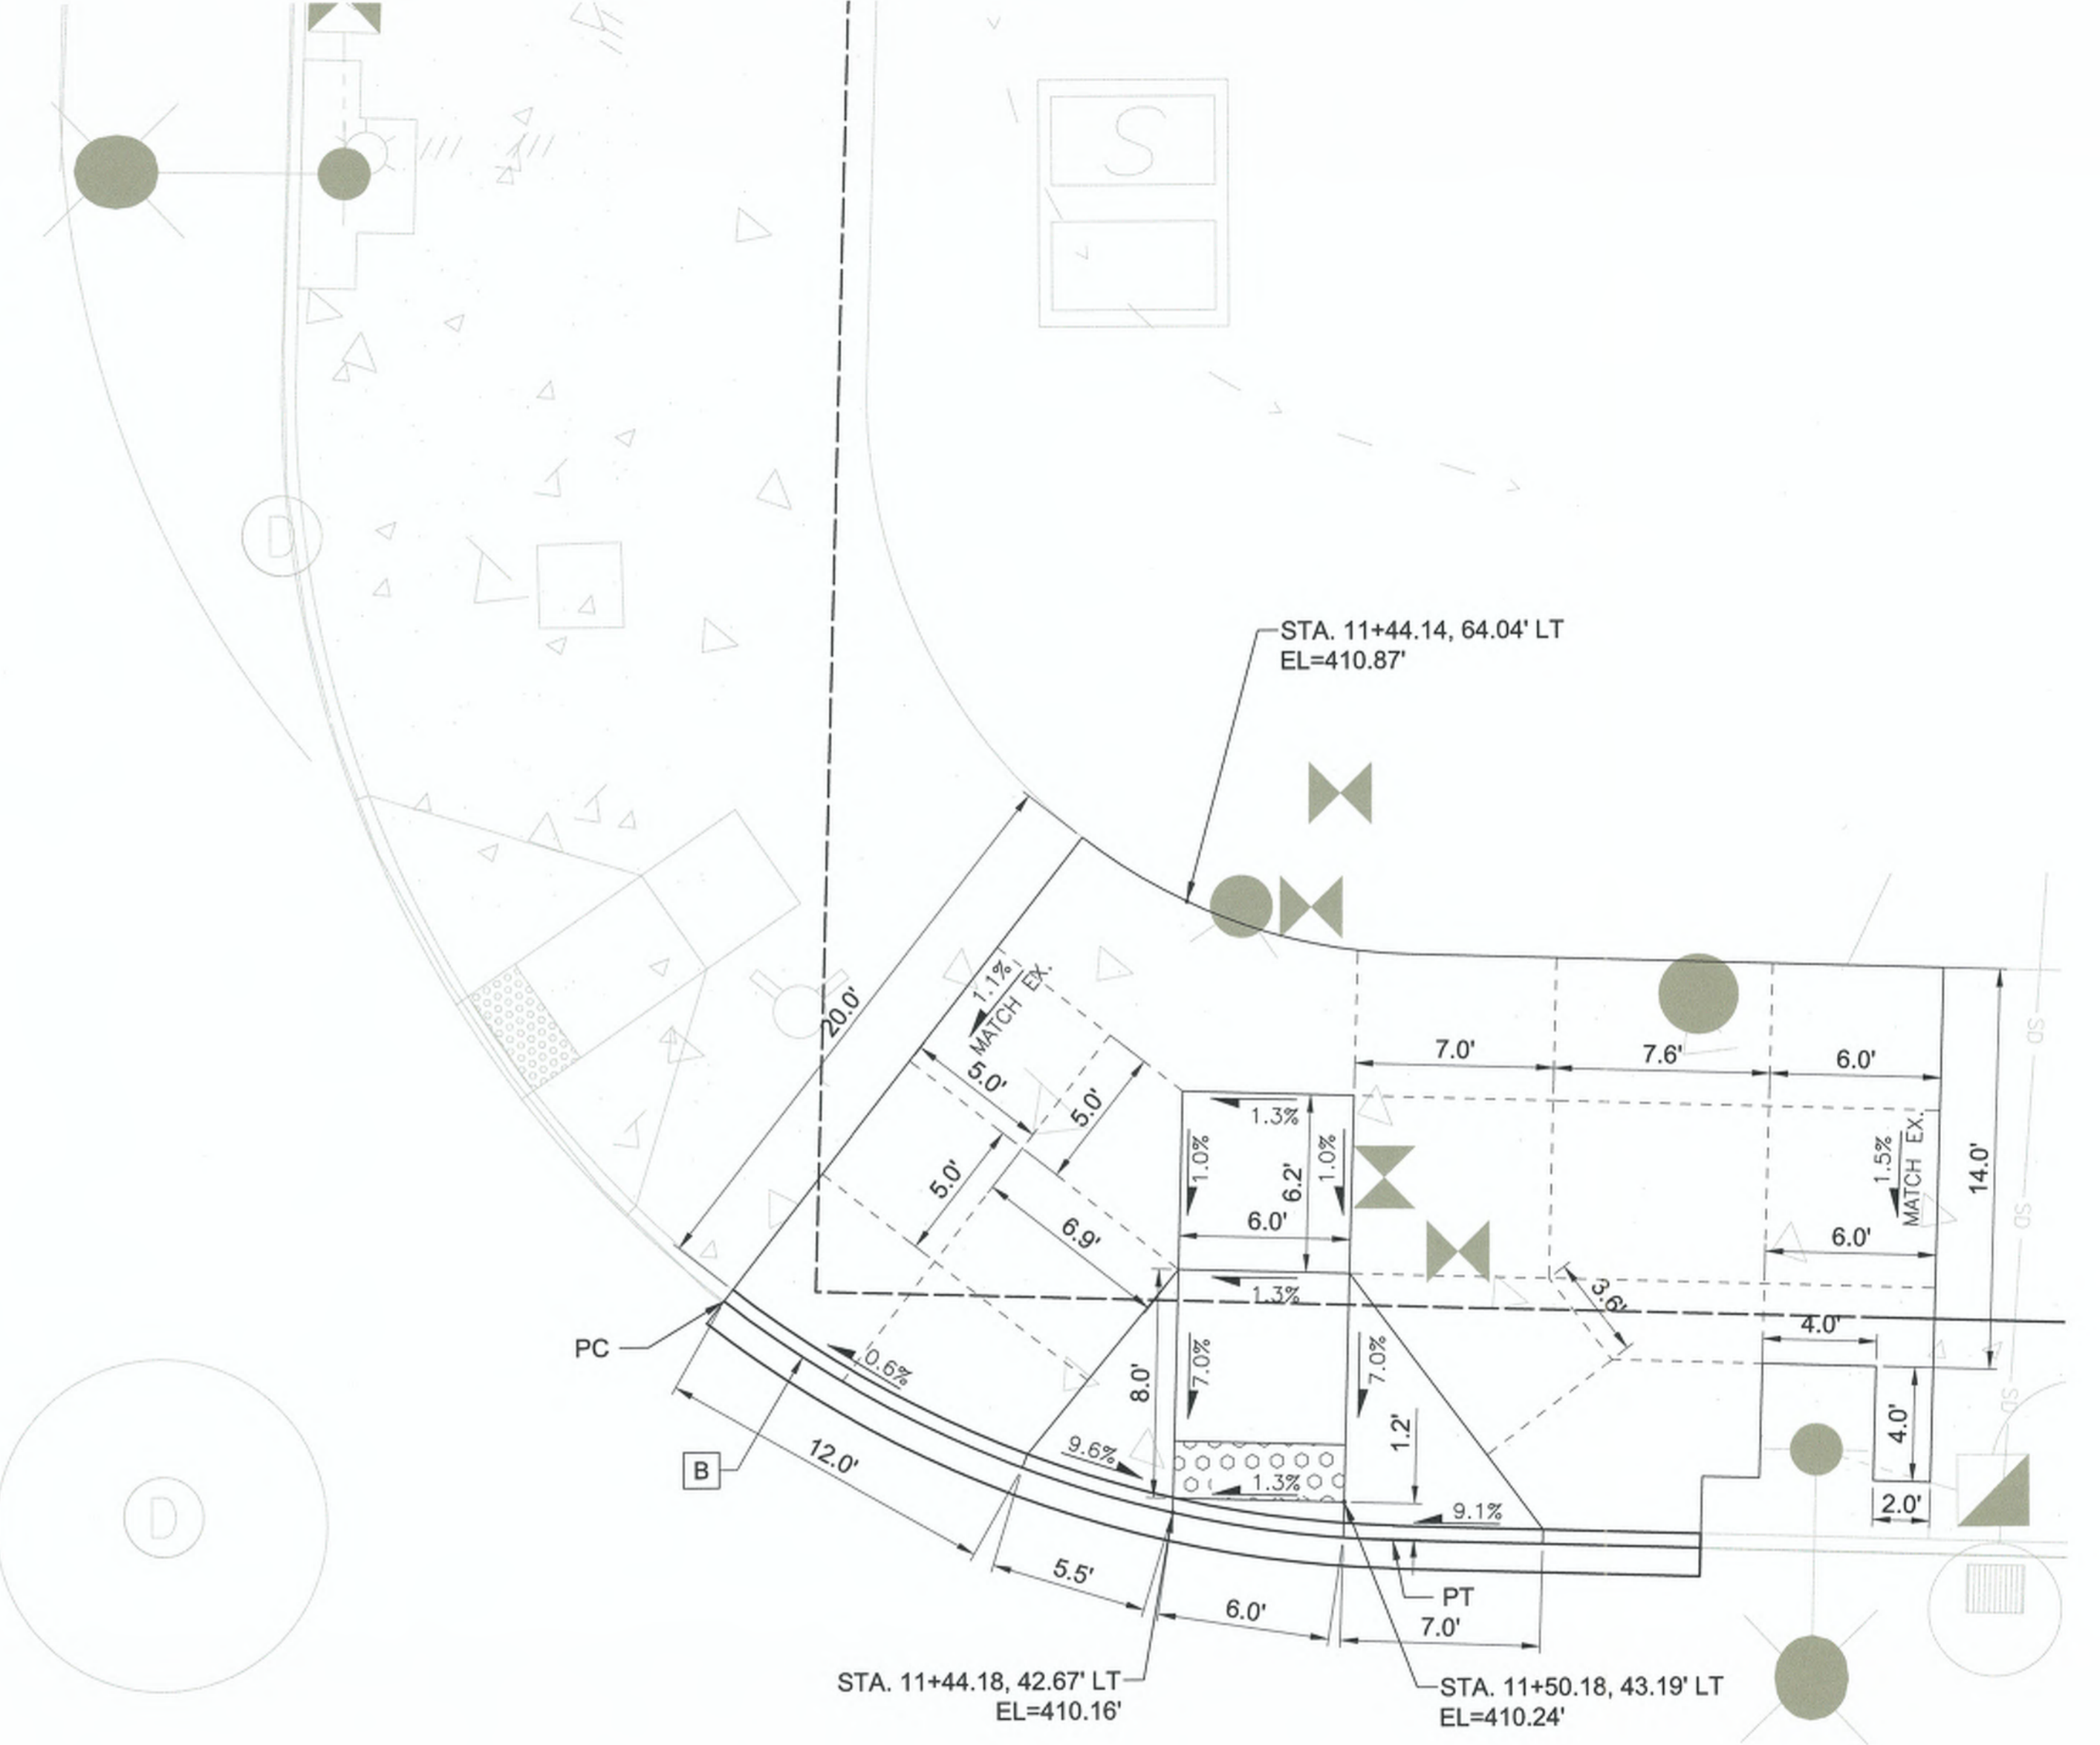 S
D
STA. 11+44.14, 64.04' LT
EL=410.87'
20.0'
1.1%
MATCH EX.
5.0'
5.0'
5.0'
6.9'
7.0'
7.6'
6.0'
SD
SD
SD
1.3%
1.0%
1.0%
6.2'
6.0'
1.5%
MATCH EX.
14.0'
6.0'
1.3%
3.6'
4.0'
PC
0.6%
8.0'
7.0%
7.0%
1.2'
4.0'
12.0'
9.6%
1.3%
9.1%
2.0'
B
D
5.5'
6.0'
PT
7.0'
STA. 11+44.18, 42.67' LT
EL=410.16'
STA. 11+50.18, 43.19' LT
EL=410.24'